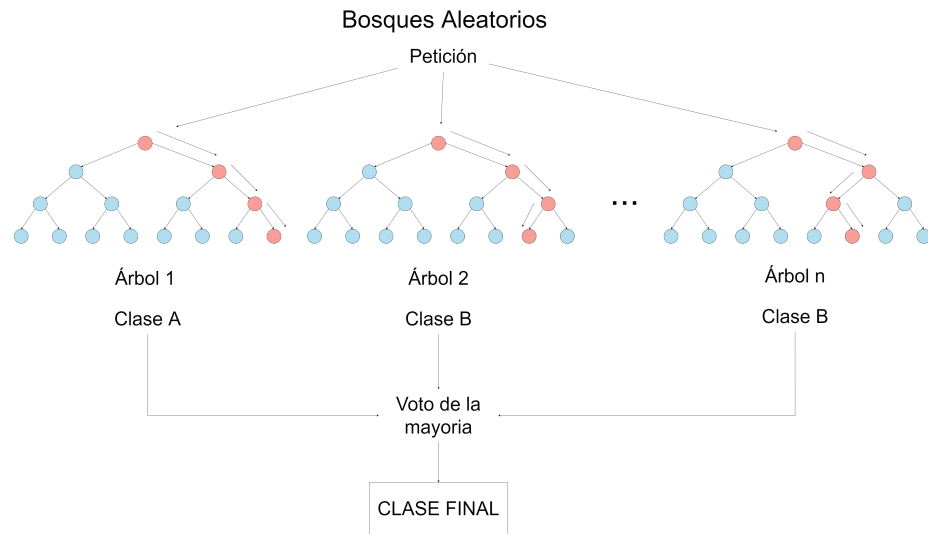 Bosques Aleatorios
Petición
...
Árbol 1
Árbol 2
Árbol n
Clase A
Clase B
Clase B
Voto de la
mayoria
CLASE FINAL